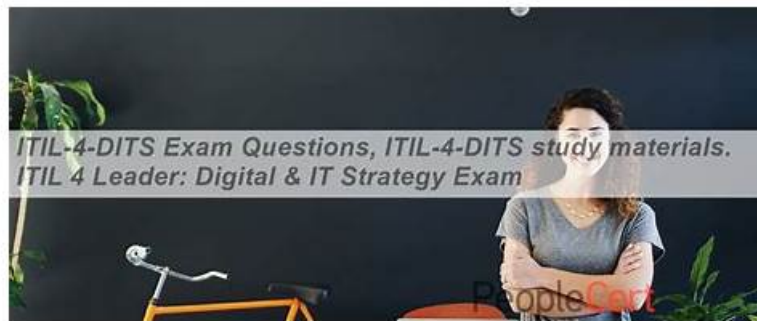 ITIL-4-DITS Exam Questions, ITIL-4-DITS study materials.
ITIL 4 Leader: Digital & IT Strategy Exam
PeopleCert